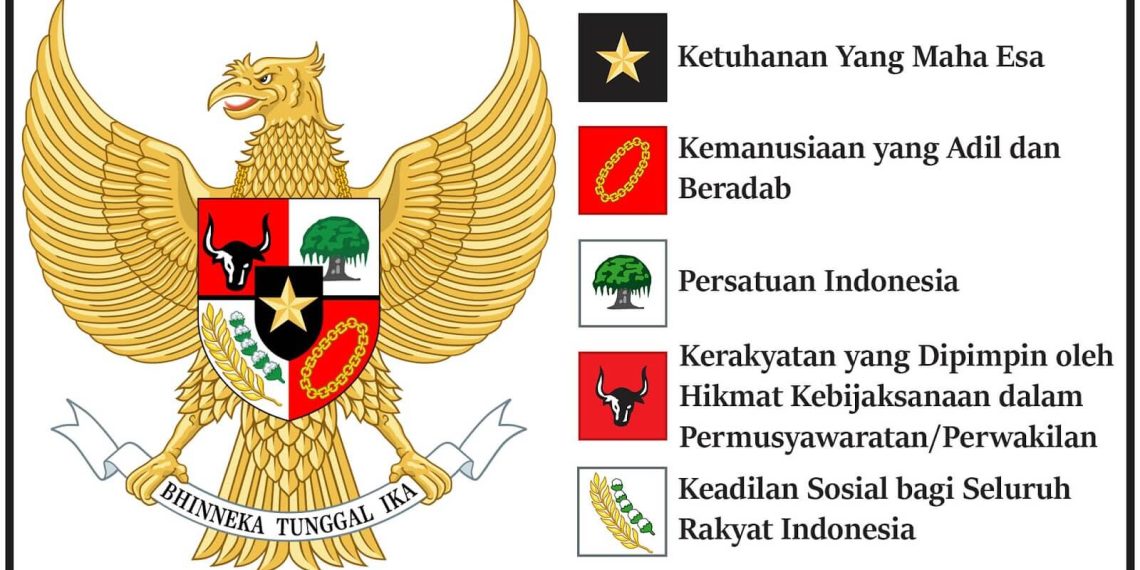 BHINNEKA TUNGGAL IKA
Ketuhanan Yang Maha Esa
Kemanusiaan yang Adil dan
Beradab
Persatuan Indonesia
Kerakyatan yang Dipimpin oleh
Hikmat Kebijaksanaan dalam
Permusyawaratan/Perwakilan
Keadilan Sosial bagi Seluruh
Rakyat Indonesia